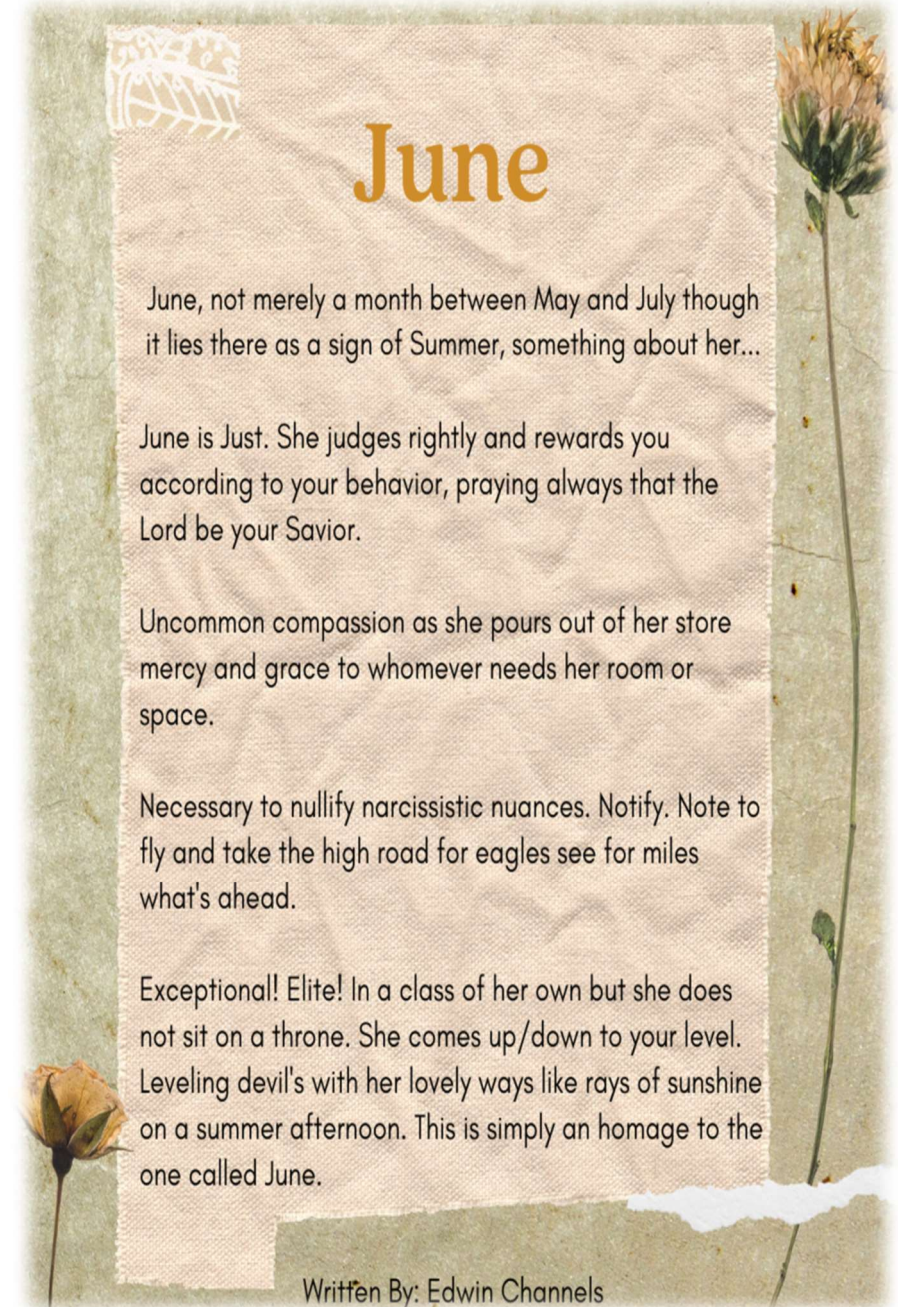 June
June, not merely a month between May and July though
it lies there as a sign of Summer, something about her...
June is Just. She judges rightly and rewards you
according to your behavior, praying always that the
Lord be your Savior.
Uncommon compassion as she pours out of her store
mercy and grace to whomever needs her room or
space.
Necessary to nullify narcissistic nuances. Notify. Note to
fly and take the high road for eagles see for miles
what's ahead.
Exceptional! Elite! In a class of her own but she does
not sit on a throne. She comes up/down to your level.
Leveling devil's with her lovely ways like rays of sunshine
on a summer afternoon. This is simply an homage to the
one called June.
Written By: Edwin Channels